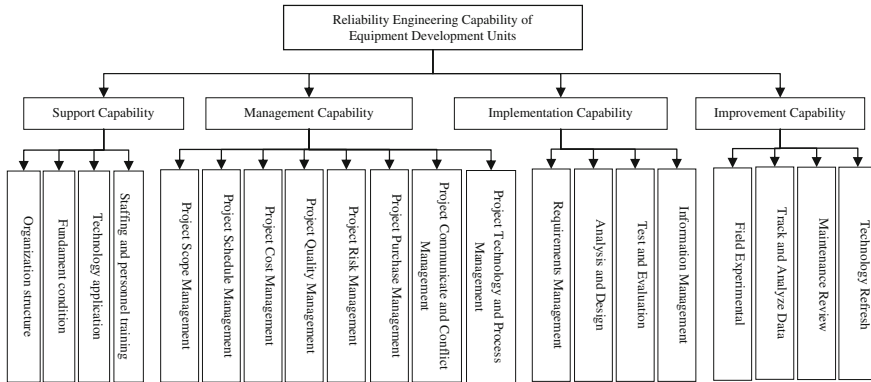 Reliability Engineering Capability of
Equipment Development Units
Support Capability
Management Capability
Implementation Capability
Improvement Capability
Organization structure
Fundament condition
Technology application
Staffing and personnel training
Project Scope Management
Project Schedule Management
Project Cost Management
Project Quality Management
Project Risk Management
Project Purchase Management
Project Communicate and Conflict
Management
Project Technology and Process
Management
Requirements Management
Analysis and Design
Test and Evaluation
Information Management
Field Experimental
Track and Analyze Data
Maintenance Review
Technology Refresh